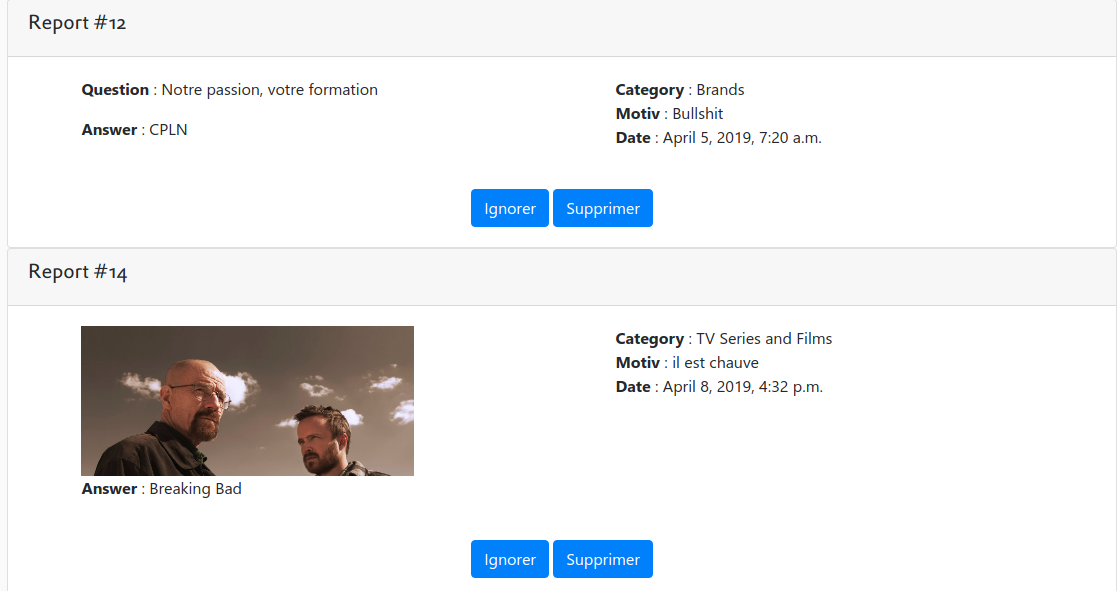 Report #12
Question : Notre passion, votre formation
Answer : CPLN
Category : Brands
Motiv : Bullshit
Date : April 5, 2019, 7:20 a.m.
Ignorer Supprimer
Report #14
Category : TV Series and Films
Motiv : il est chauve
Date : April 8, 2019, 4:32 p.m.
Answer : Breaking Bad
Ignorer Supprimer